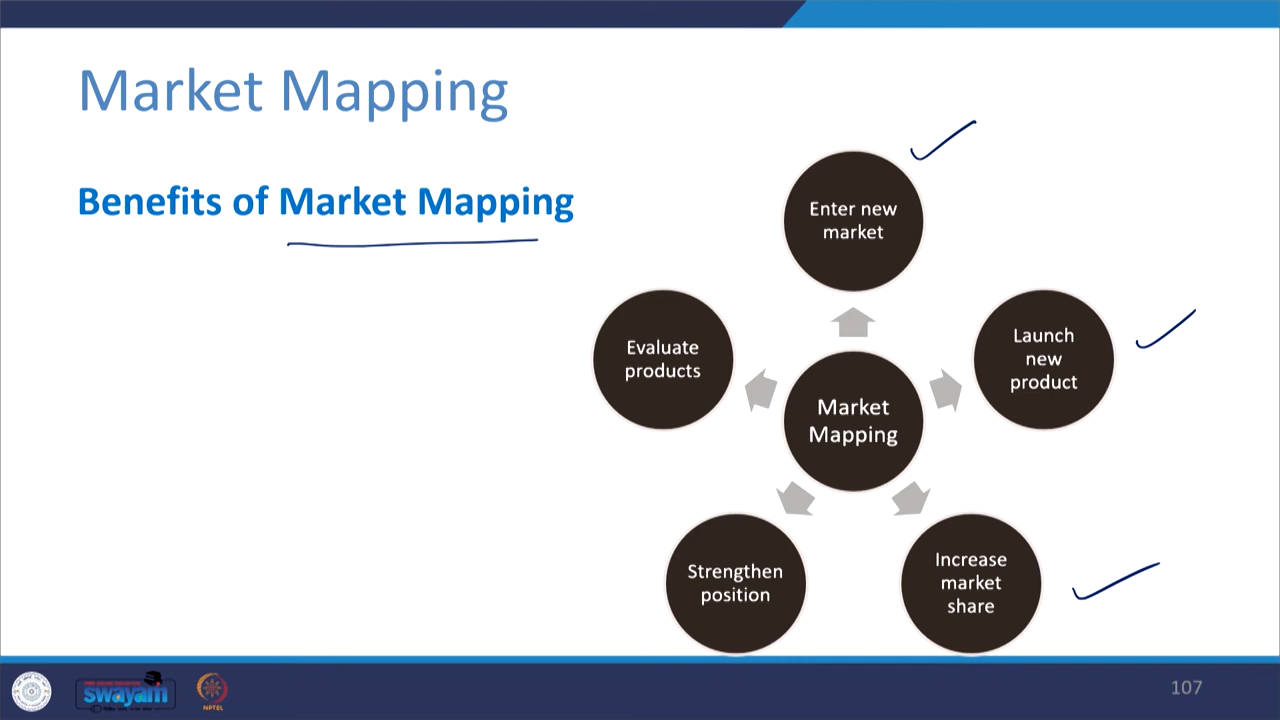 Market Mapping
Benefits of Market Mapping
Enter new
market
Launch
new
product
Increase
market
share
Strengthen
position
Evaluate
products
Market
Mapping
swayam
NPTEL
107